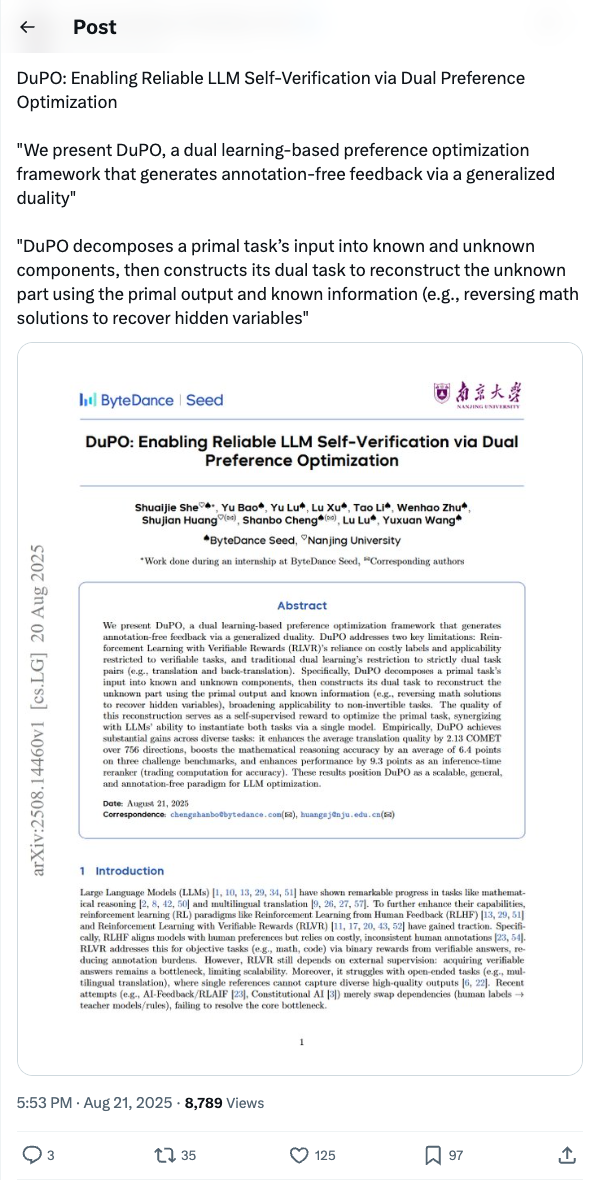 Post
DuPO: Enabling Reliable LLM Self-Verification via Dual Preference
Optimization
"We present DuPO, a dual learning-based preference optimization
framework that generates annotation-free feedback via a generalized
duality"
"DuPO decomposes a primal task's input into known and unknown
components, then constructs its dual task to reconstruct the unknown
part using the primal output and known information (e.g., reversing math
solutions to recover hidden variables"
ByteDance | Seed
南京大学
NANJING UNIVERSITY
DuPO: Enabling Reliable LLM Self-Verification via Dual
Preference Optimization
Shuaijie She♡♠*, Yu Bao♠, Yu Lu♠, Lu Xu♠, Tao Li♠, Wenhao Zhu♠,
Shujian Huang♡(✉), Shanbo Cheng♠(✉), Lu Lu♠, Yuxuan Wang♠
♠ByteDance Seed, ♡Nanjing University
*Work done during an internship at ByteDance Seed, ✉Corresponding authors
Abstract
We present DuPO, a dual learning-based preference optimization framework that generates
annotation-free feedback via a generalized duality. DuPO addresses two key limitations: Rein-
forcement Learning with Verifiable Rewards (RLVR)'s reliance on costly labels and applicability
restricted to verifiable tasks, and traditional dual learning's restriction to strictly dual task
pairs (e.g., translation and back-translation). Specifically, DuPO decomposes a primal task's
input into known and unknown components, then constructs its dual task to reconstruct the
unknown part using the primal output and known information (e.g., reversing math solutions
to recover hidden variables), broadening applicability to non-invertible tasks. The quality of
this reconstruction serves as a self-supervised reward to optimize the primal task, synergizing
with LLMs' ability to instantiate both tasks via a single model. Empirically, DuPO achieves
substantial gains across diverse tasks: it enhances the average translation quality by 2.13 COMET
over 756 directions, boosts the mathematical reasoning accuracy by an average of 6.4 points
on three challenge benchmarks, and enhances performance by 9.3 points as an inference-time
reranker (trading computation for accuracy). These results position DuPO as a scalable, general,
and annotation-free paradigm for LLM optimization.
Date: August 21, 2025
Correspondence: chengshanbo@bytedance.com(✉), huangsj@nju.edu.cn(✉)
arXiv:2508.14460v1 [cs.LG] 20 Aug 2025
1 Introduction
Large Language Models (LLMs) [1, 10, 13, 29, 34, 51] have shown remarkable progress in tasks like mathemat-
ical reasoning [2, 8, 42, 50] and multilingual translation [9, 26, 27, 57]. To further enhance their capabilities,
reinforcement learning (RL) paradigms like Reinforcement Learning from Human Feedback (RLHF) [13, 29, 51]
and Reinforcement Learning with Verifiable Rewards (RLVR) [11, 17, 20, 43, 52] have gained traction. Specifi-
cally, RLHF aligns models with human preferences but relies on costly, inconsistent human annotations [23, 54].
RLVR addresses this for objective tasks (e.g., math, code) via binary rewards from verifiable answers, re-
ducing annotation burdens. However, RLVR still depends on external supervision: acquiring verifiable
answers remains a bottleneck, limiting scalability. Moreover, it struggles with open-ended tasks (e.g., mul-
tilingual translation), where single references cannot capture diverse high-quality outputs [6, 22]. Recent
attempts (e.g., AI-Feedback/RLAIF [23], Constitutional AI [3]) merely swap dependencies (human labels →
teacher models/rules), failing to resolve the core bottleneck.
1
5:53 PM · Aug 21, 2025 · 8,789 Views
3 35 125 97